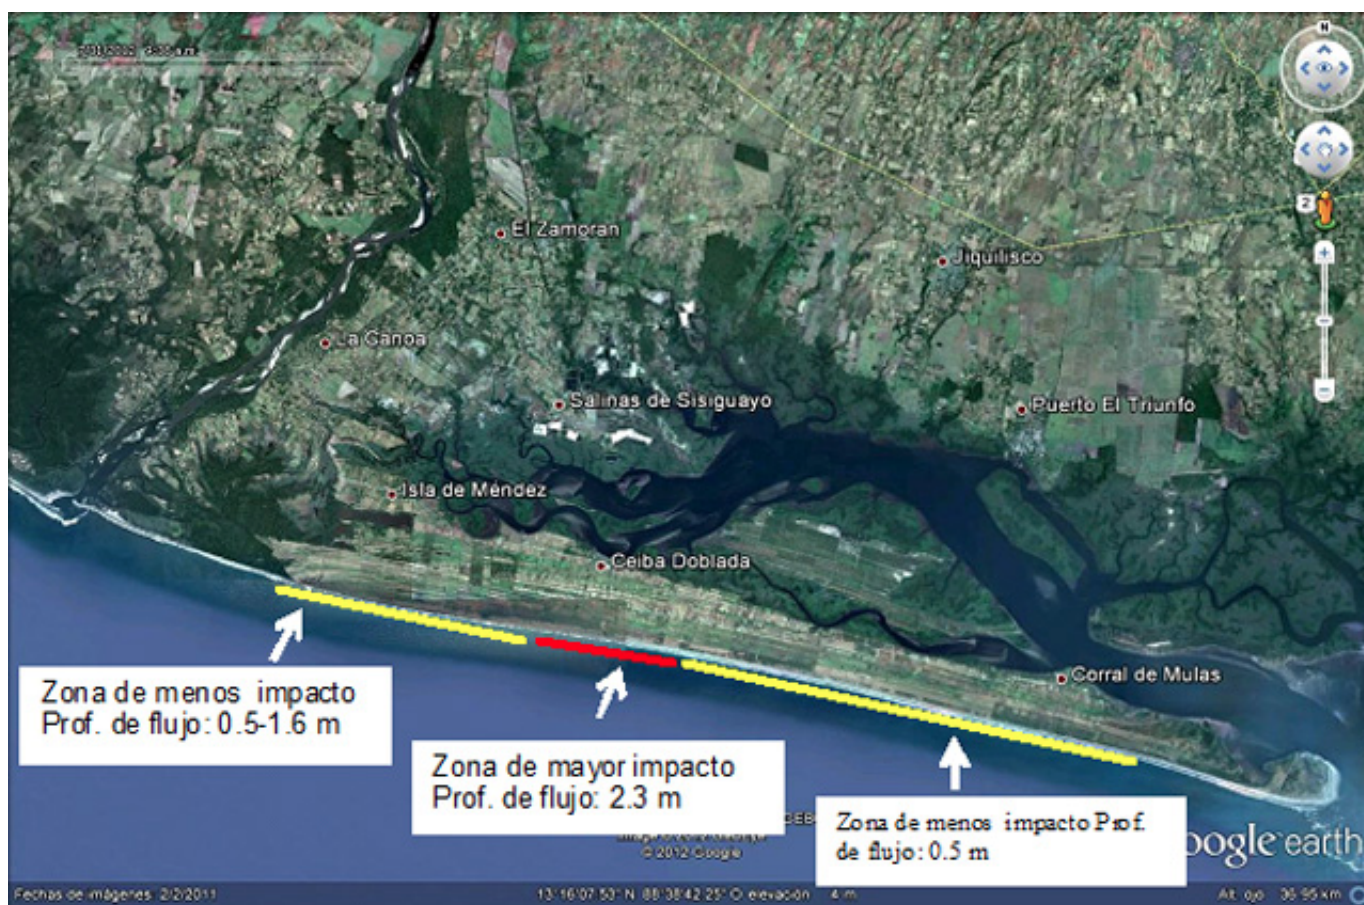 N
2
El Zamoran
Jiquilisco
La Canoa
Salinas de Sisiguayo
Puerto El Triunfo
Isla de Méndez
Ceiba Doblada
Corral de Mulas
Zona de menos impacto
Prof. de flujo: 0.5-1.6 m
Zona de mayor impacto
Prof. de flujo: 2.3 m
Zona de menos impacto Prof.
de flujo: 0.5 m
© 2012 Google
oogle earth
Fechas de imágenes: 2/2/2011 13°16'07.53" N 88°38'42.25" O elevación 4 m Alt. ojo 36.95 km